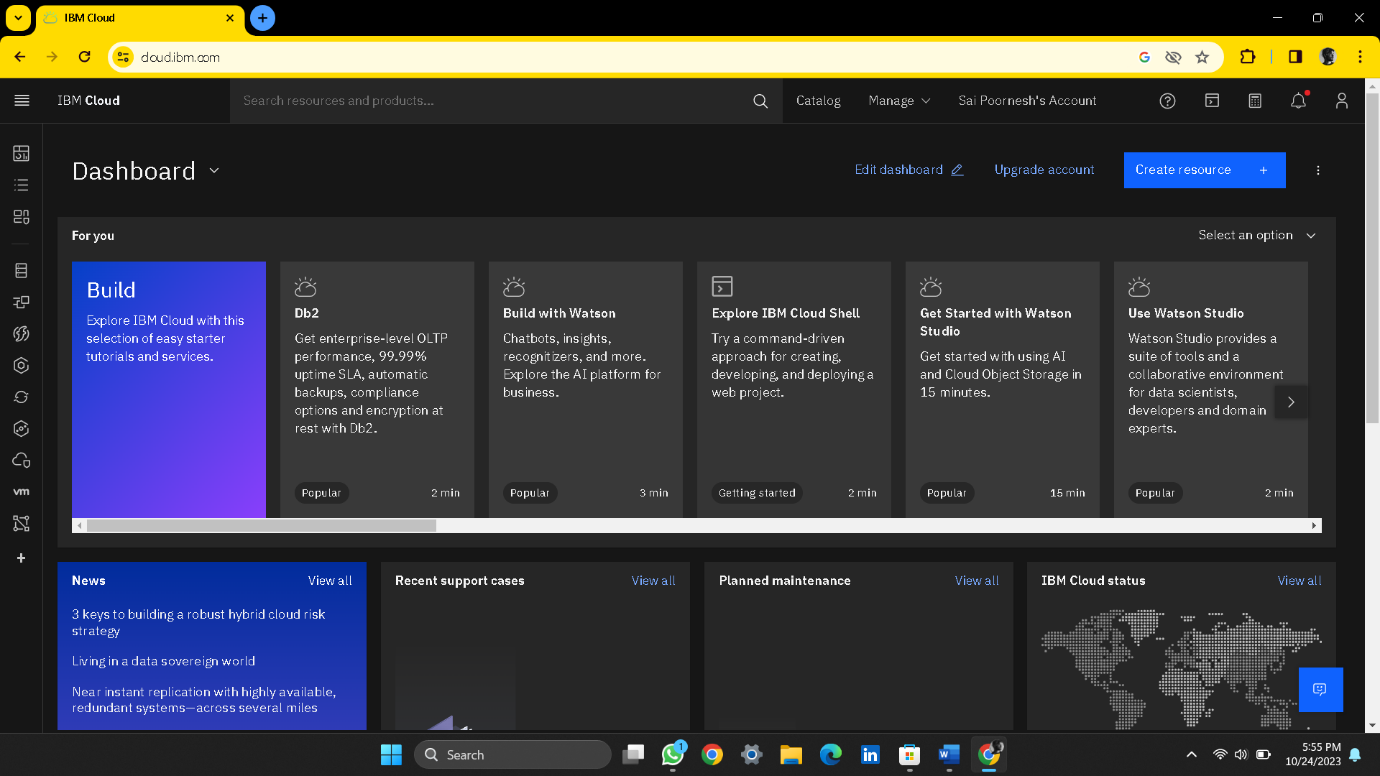 IBM Cloud
cloud.ibm.com
IBM Cloud
Search resources and products...
Catalog
Manage
Sai Poornesh's Account
Dashboard
Edit dashboard
Upgrade account
Create resource +
For you
Select an option
Build
Explore IBM Cloud with this
selection of easy starter
tutorials and services.
Db2
Get enterprise-level OLTP
performance, 99.99%
uptime SLA, automatic
backups, compliance
options and encryption at
rest with Db2.
Popular
2 min
Build with Watson
Chatbots, insights,
recognitizers, and more.
Explore the AI platform for
business.
Popular
3 min
Explore IBM Cloud Shell
Try a command-driven
approach for creating,
developing, and deploying a
web project.
Getting started
2 min
Get Started with Watson
Studio
Get started with using AI
and Cloud Object Storage in
15 minutes.
Popular
15 min
Use Watson Studio
Watson Studio provides a
suite of tools and a
collaborative environment
for data scientists,
developers and domain
experts.
Popular
2 min
vm
News
View all
3 keys to building a robust hybrid cloud risk
strategy
Living in a data sovereign world
Near instant replication with highly available,
redundant systems—across several miles
Recent support cases
View all
Planned maintenance
View all
IBM Cloud status
View all
Search
1
5:55 PM
10/24/2023